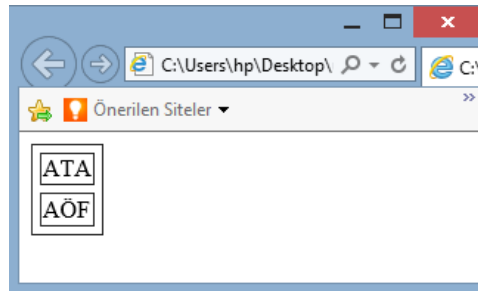 C:\Users\hp\Desktop\
C:\
Önerilen Siteler
ATA
AÖF